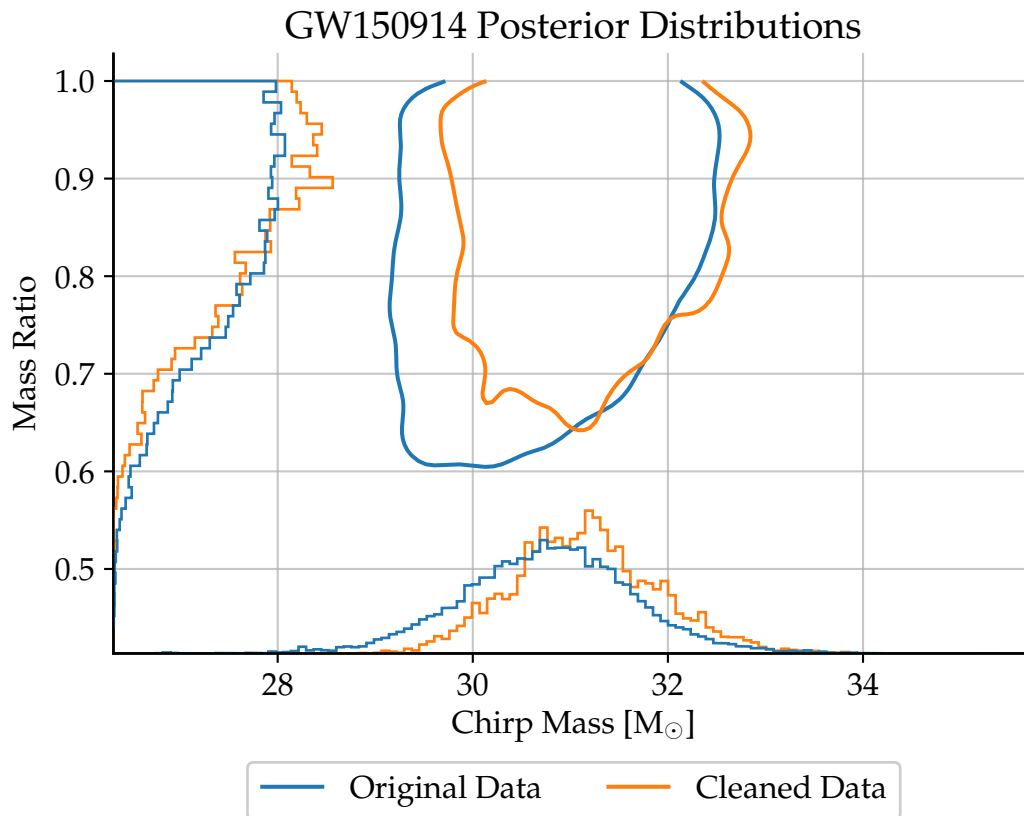 GW150914 Posterior Distributions
1.0
0.9
0.8
0.7
0.6
0.5
Mass Ratio
28 30 32 34
Chirp Mass [M☉]
Original Data Cleaned Data